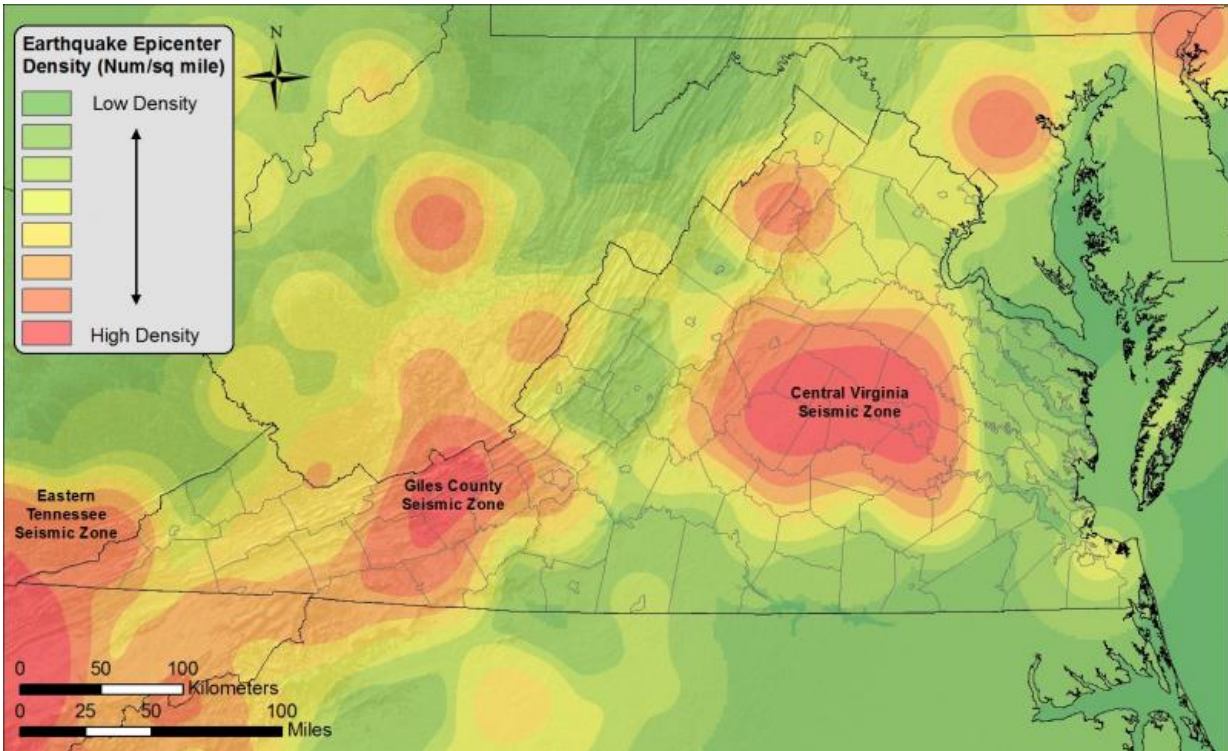 Earthquake Epicenter
Density (Num/sq mile)
Low Density
High Density
N
Central Virginia
Seismic Zone
Giles County
Seismic Zone
Eastern
Tennessee
Seismic Zone
0 50 100
Kilometers
0 25 50 100
Miles